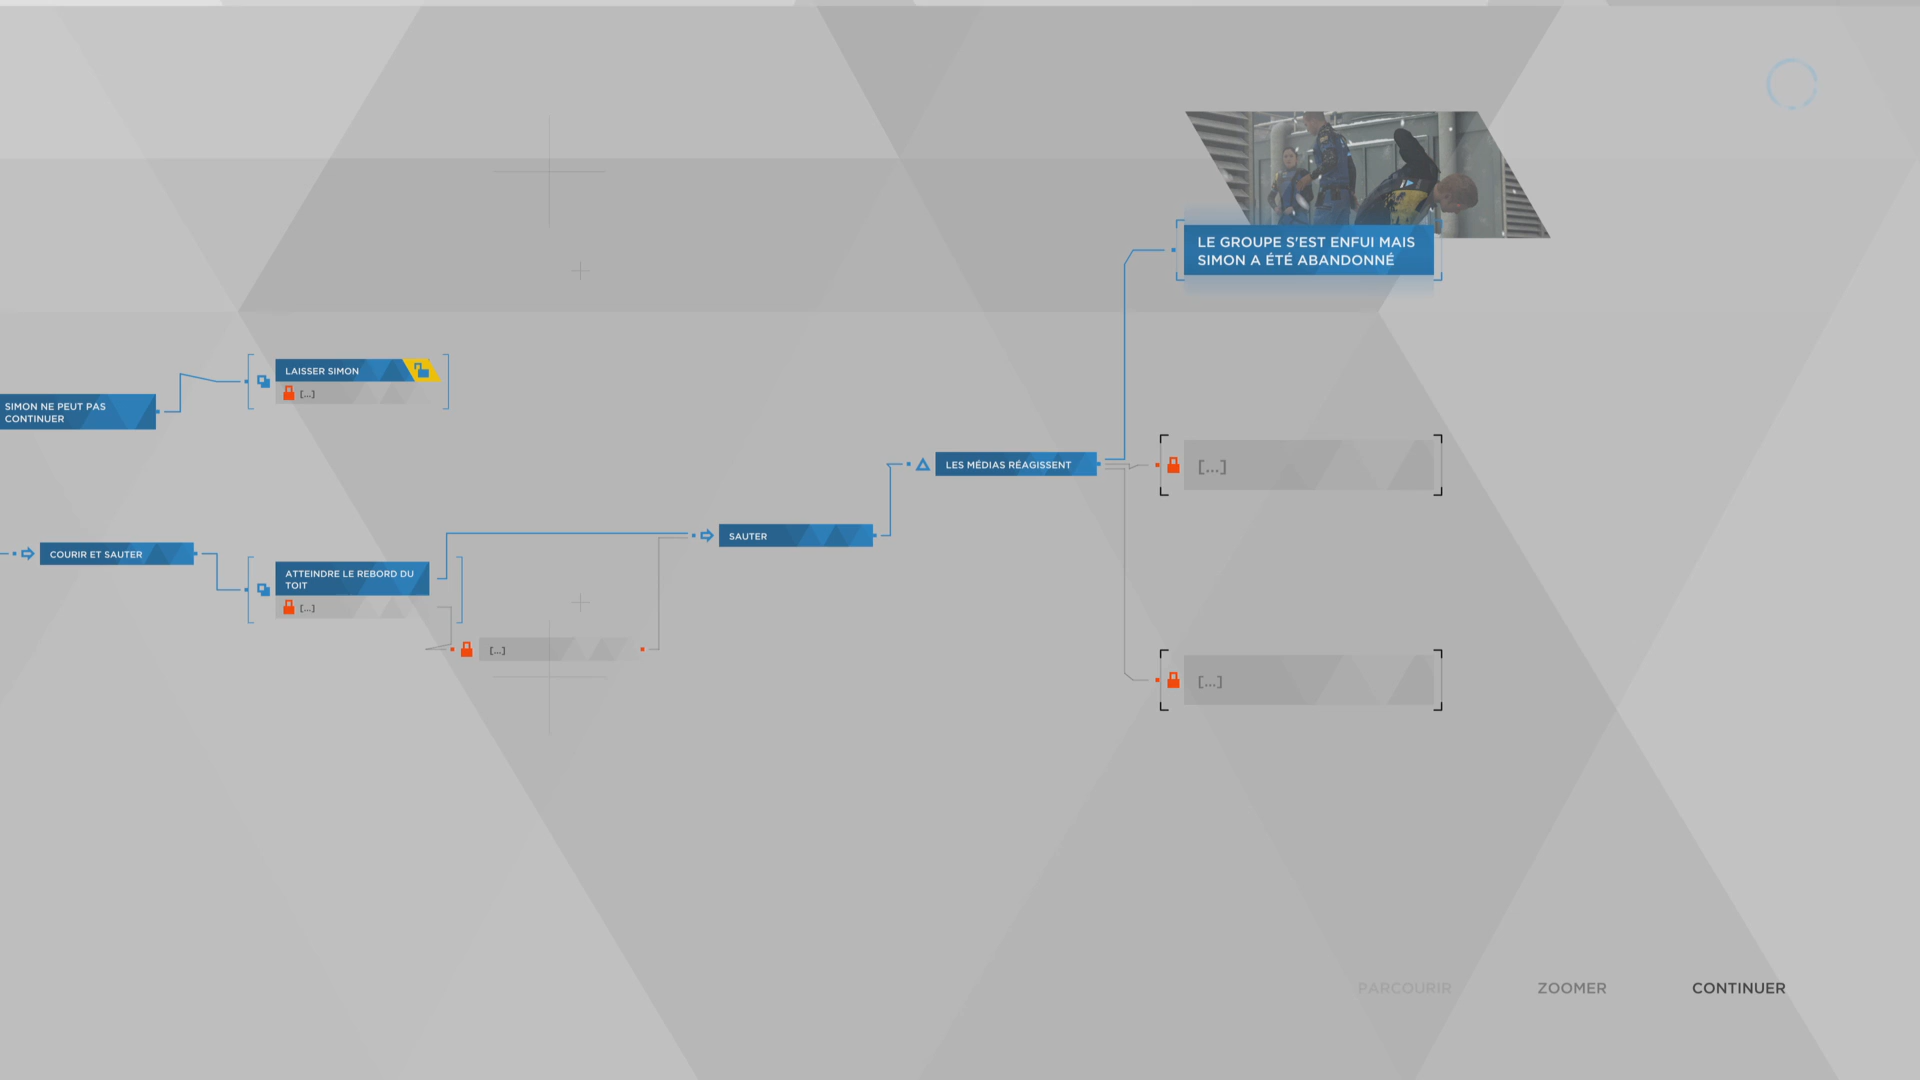 LE GROUPE S'EST ENFUI MAIS
SIMON A ÉTÉ ABANDONNÉ
LAISSER SIMON
[...]
SIMON NE PEUT PAS
CONTINUER
LES MÉDIAS RÉAGISSENT
[...]
SAUTER
COURIR ET SAUTER
ATTEINDRE LE REBORD DU
TOIT
[...]
[...]
[...]
PARCOURIR
ZOOMER
CONTINUER